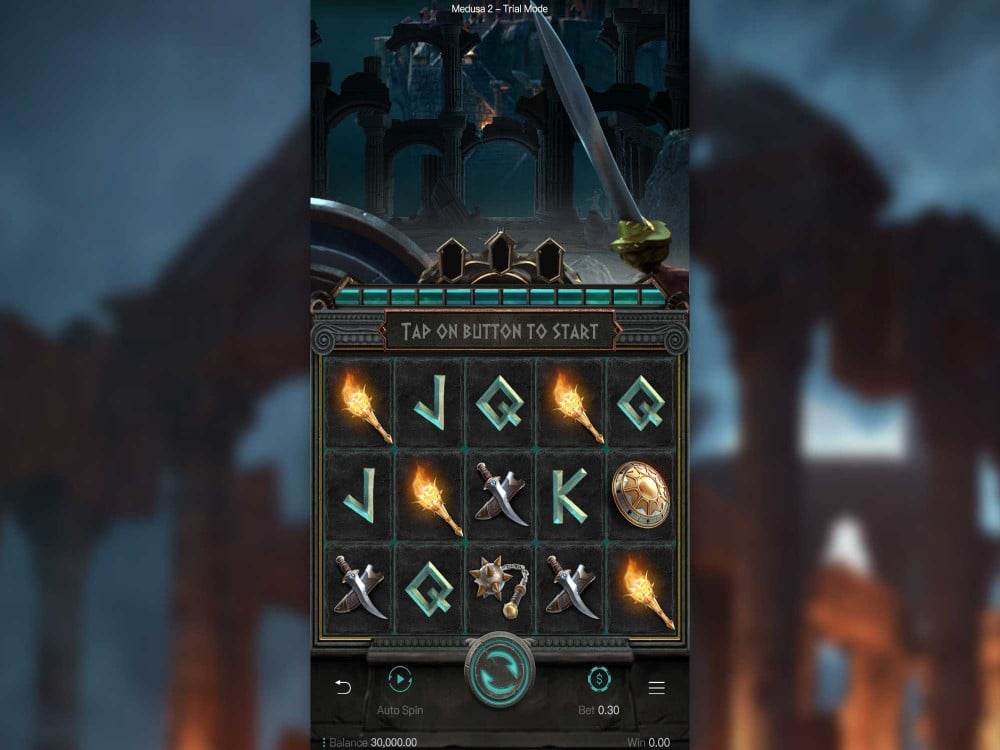 Medusa 2 – Trial Mode
TAP ON BUTTON TO START
J Q Q
J K
Q
Auto Spin
Bet 0.30
Balance 30,000.00
Win 0.00